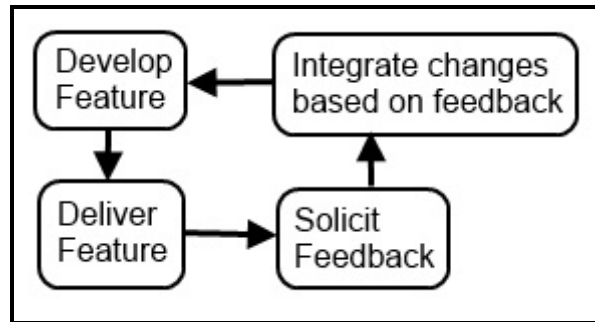 Develop
Feature
Integrate changes
based on feedback
Deliver
Feature
Solicit
Feedback